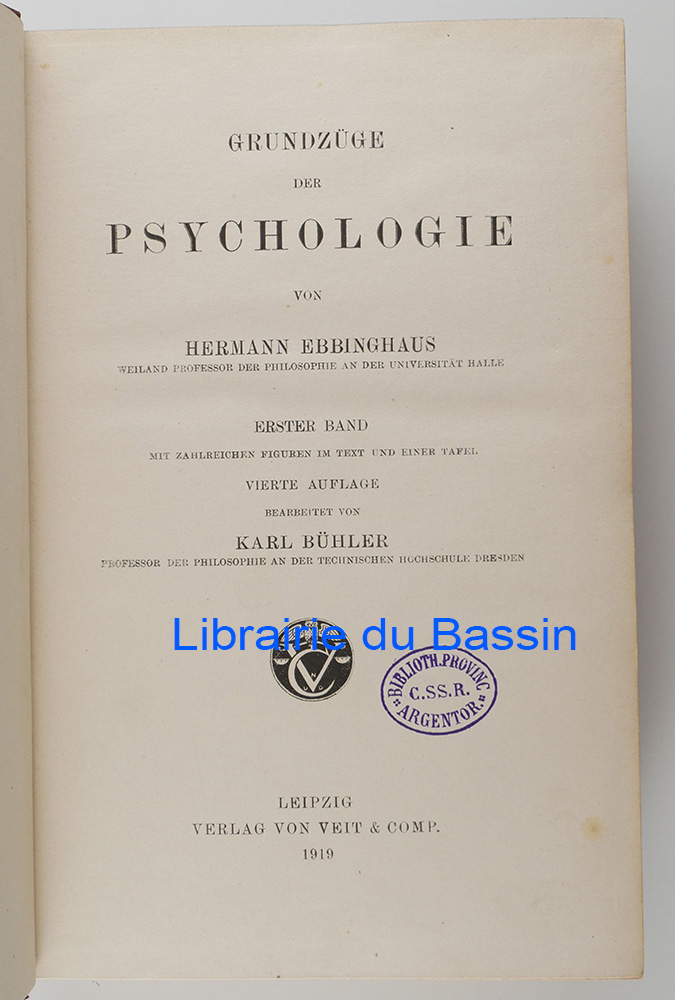 GRUNDZÜGE
DER
PSYCHOLOGIE
VON
HERMANN EBBINGHAUS
WEILAND PROFESSOR DER PHILOSOPHIE AN DER UNIVERSITÄT HALLE
ERSTER BAND
MIT ZAHLREICHEN FIGUREN IM TEXT UND EINER TAFEL
VIERTE AUFLAGE
BEARBEITET VON
KARL BÜHLER
PROFESSOR DER PHILOSOPHIE AN DER TECHNISCHEN HOCHSCHULE DRESDEN
Librairie du Bassin
BIBLIOTH. PROVINC.
C.SS.R.
ARGENTOR.
LEIPZIG
VERLAG VON VEIT & COMP.
1919